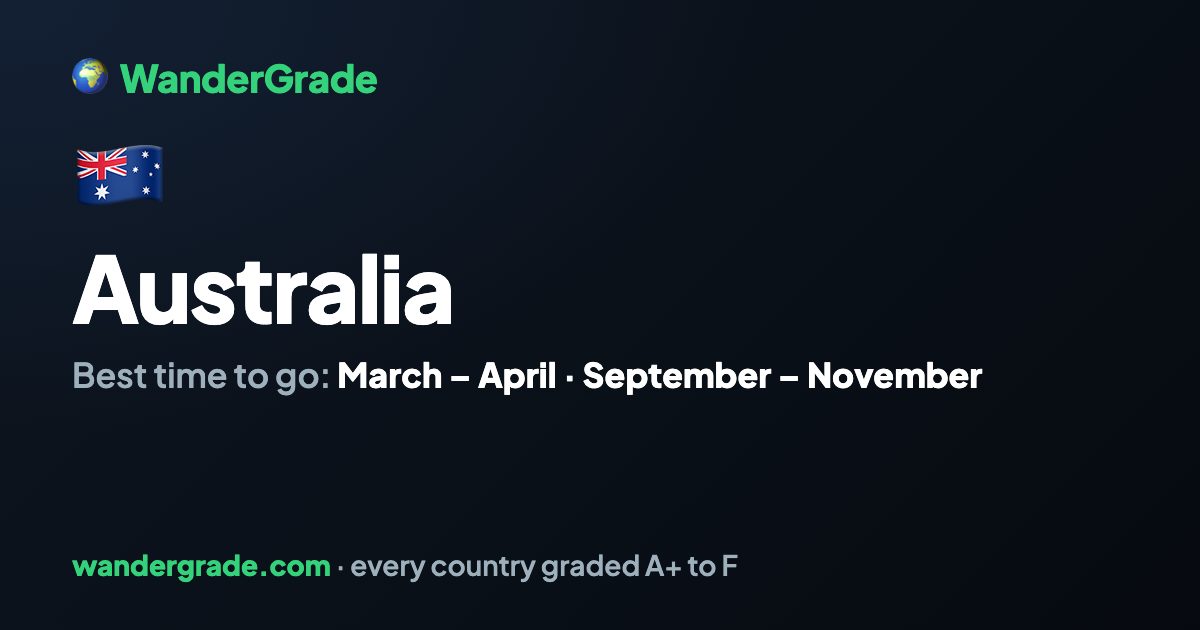 WanderGrade
Australia
Best time to go: March – April · September – November
wandergrade.com · every country graded A+ to F